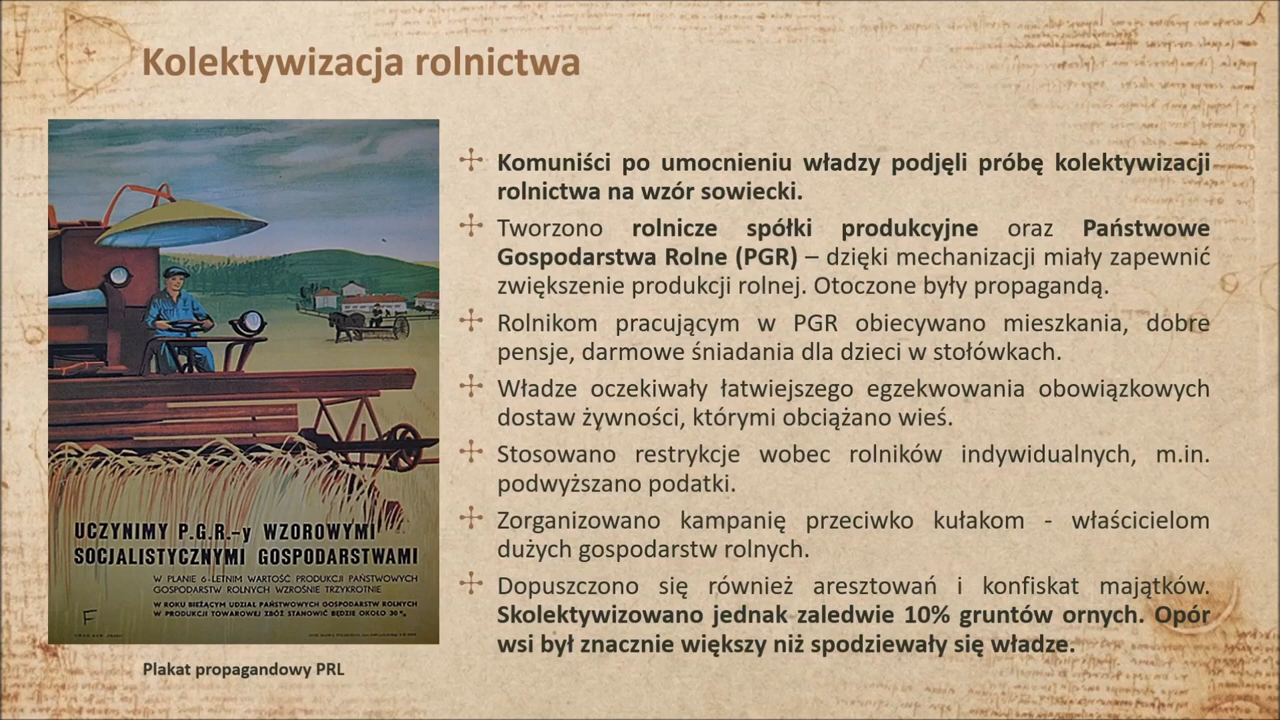 Kolektywizacja rolnictwa
Komuniści po umocnieniu władzy podjęli próbę kolektywizacji
rolnictwa na wzór sowiecki.
Tworzono rolnicze spółki produkcyjne oraz Państwowe
Gospodarstwa Rolne (PGR) – dzięki mechanizacji miały zapewnić
zwiększenie produkcji rolnej. Otoczone były propagandą.
Rolnikom pracującym w PGR obiecywano mieszkania, dobre
pensje, darmowe śniadania dla dzieci w stołówkach.
Władze oczekiwały łatwiejszego egzekwowania obowiązkowych
dostaw żywności, którymi obciążano wieś.
Stosowano restrykcje wobec rolników indywidualnych, m.in.
podwyższano podatki.
Zorganizowano kampanię przeciwko kułakom - właścicielom
dużych gospodarstw rolnych.
Dopuszczono się również aresztowań i konfiskat majątków.
Skolektywizowano jednak zaledwie 10% gruntów ornych. Opór
wsi był znacznie większy niż spodziewały się władze.
UCZYNIMY P.G.R.-y WZOROWYMI
SOCJALISTYCZNYMI GOSPODARSTWAMI
W PLANIE 6-LETNIM WARTOŚĆ PRODUKCJI PAŃSTWOWYCH
GOSPODARSTW ROLNYCH WZROŚNIE TRZYKROTNIE
W ROKU BIEŻĄCYM UDZIAŁ PAŃSTWOWYCH GOSPODARSTW ROLNYCH
W PRODUKCJI TOWAROWEJ ZBÓŻ STANOWIĆ BĘDZIE OKOŁO 30%
F
Plakat propagandowy PRL